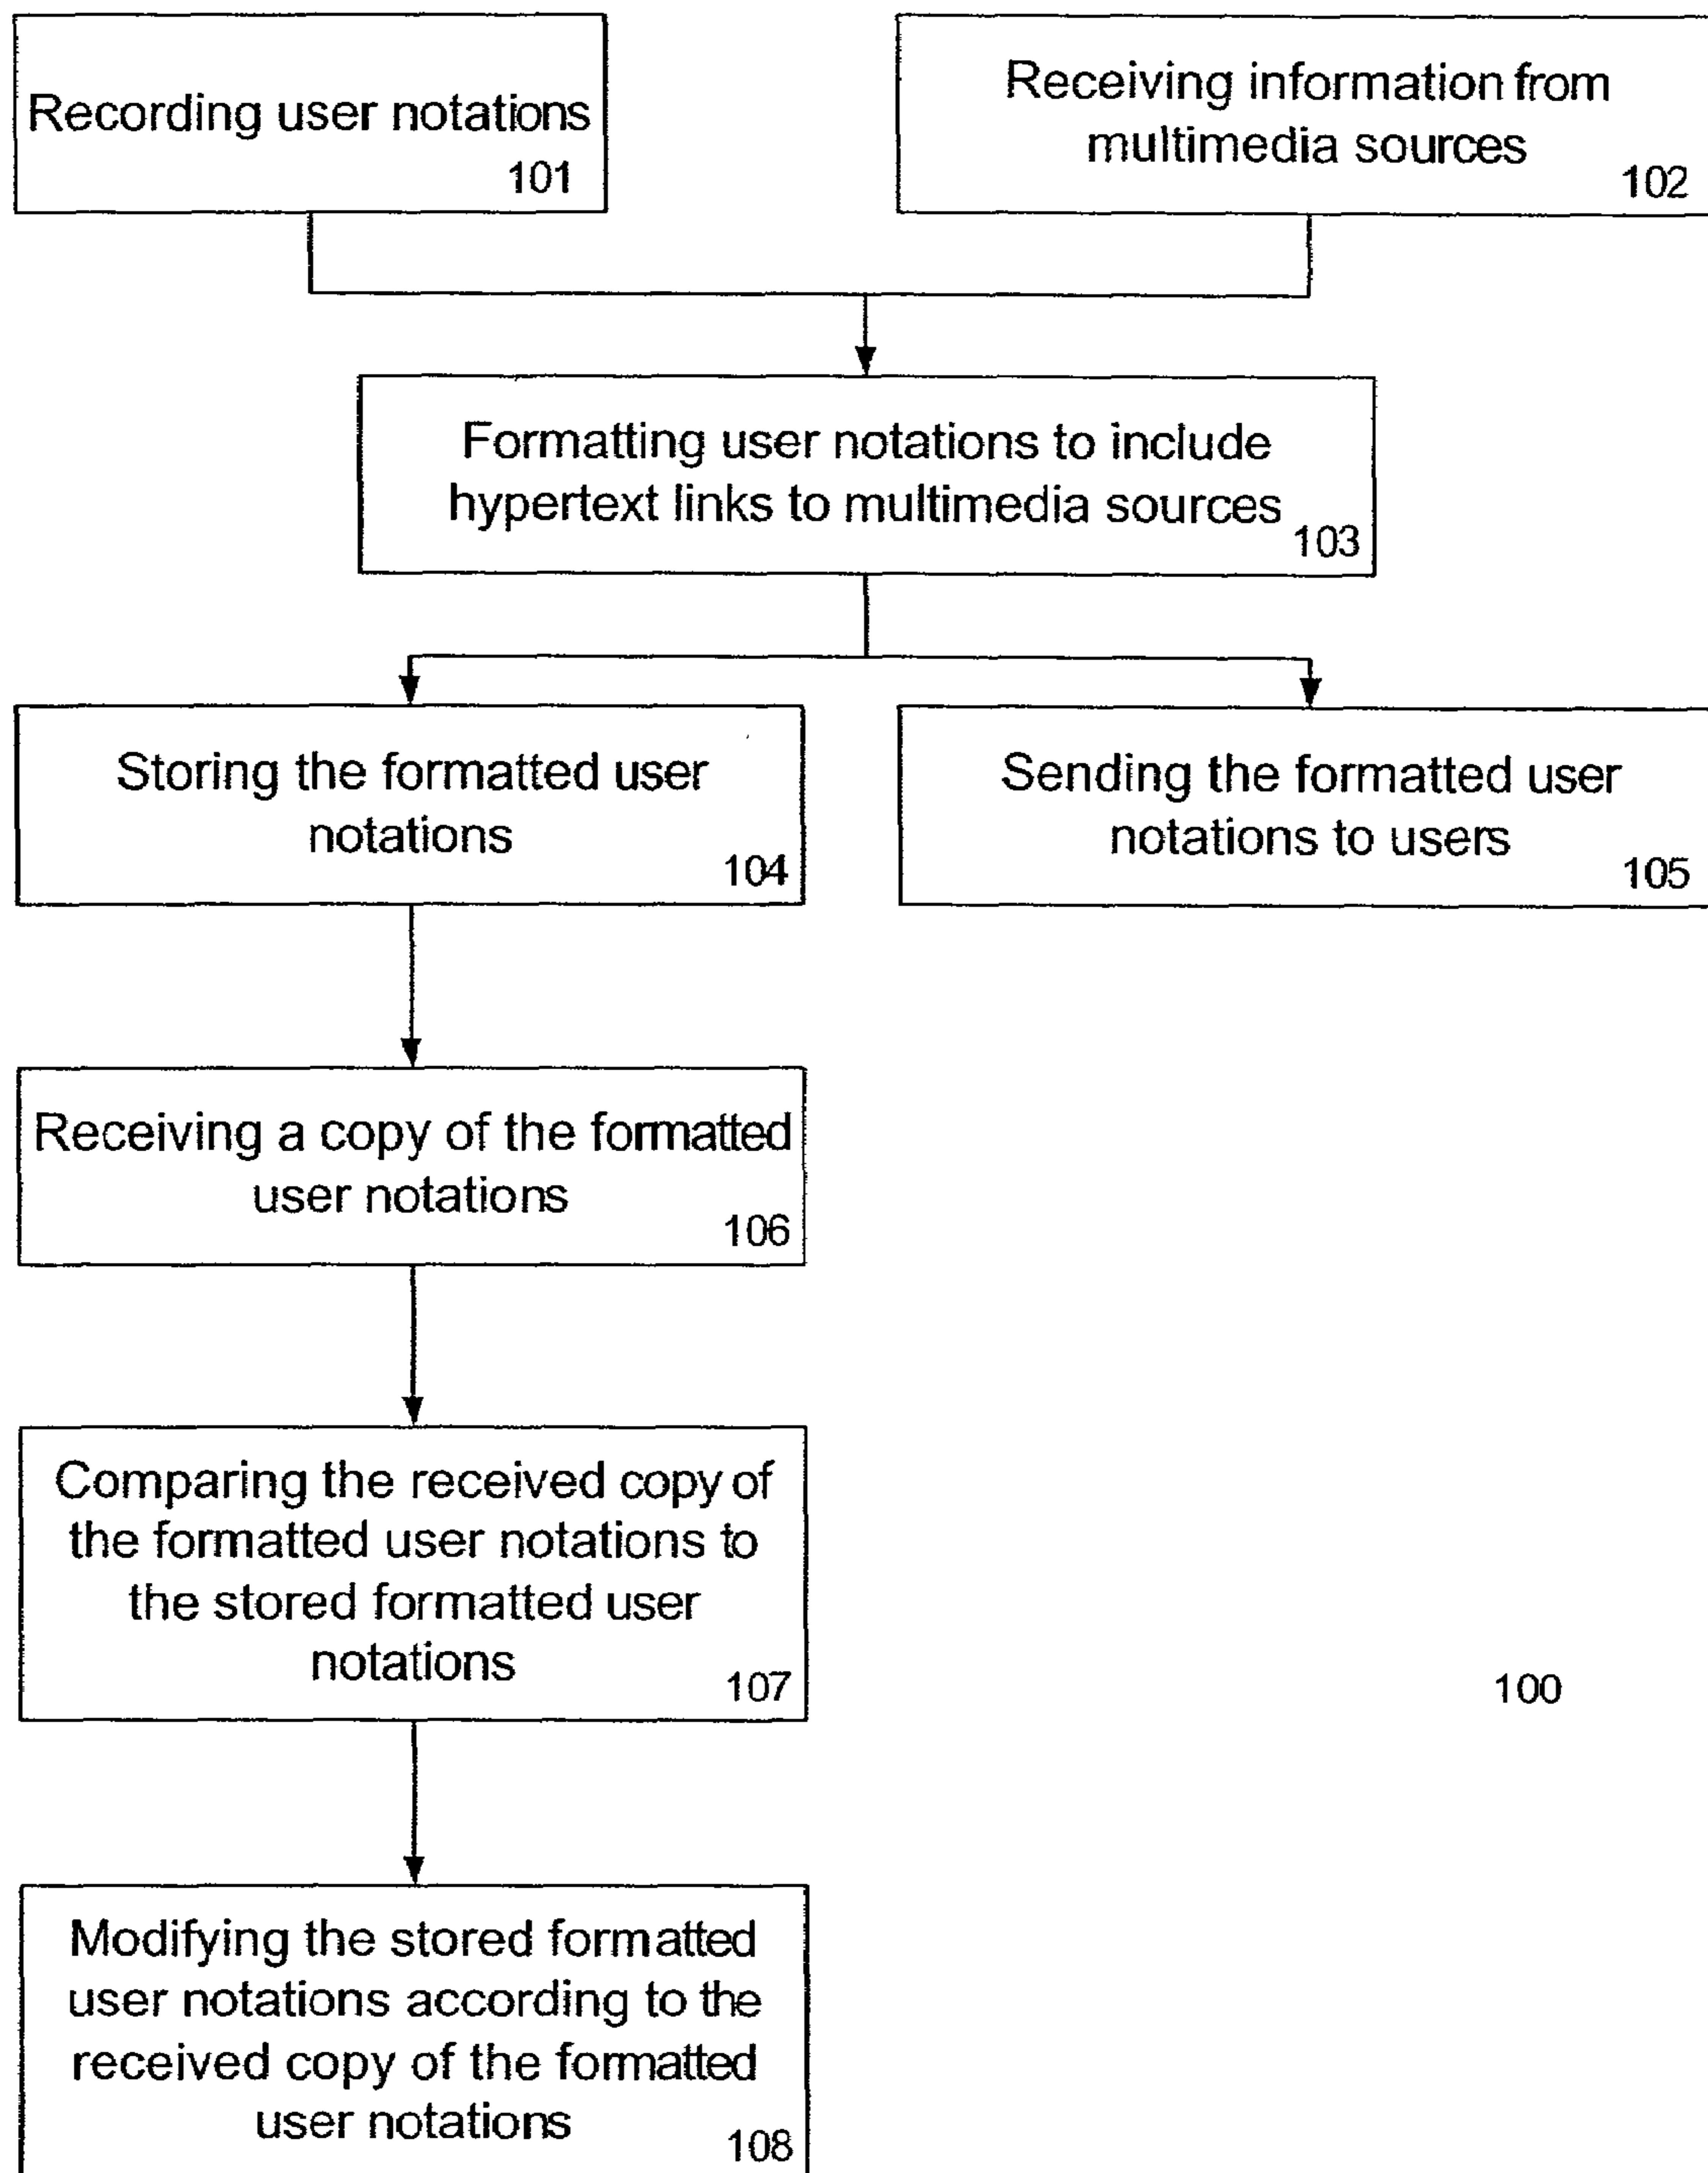 Recording user notations
101
Receiving information from
multimedia sources
102
Formatting user notations to include
hypertext links to multimedia sources
103
Storing the formatted user
notations
104
Sending the formatted user
notations to users
105
Receiving a copy of the formatted
user notations
106
Comparing the received copy of
the formatted user notations to
the stored formatted user
notations
107
100
Modifying the stored formatted
user notations according to the
received copy of the formatted
user notations
108